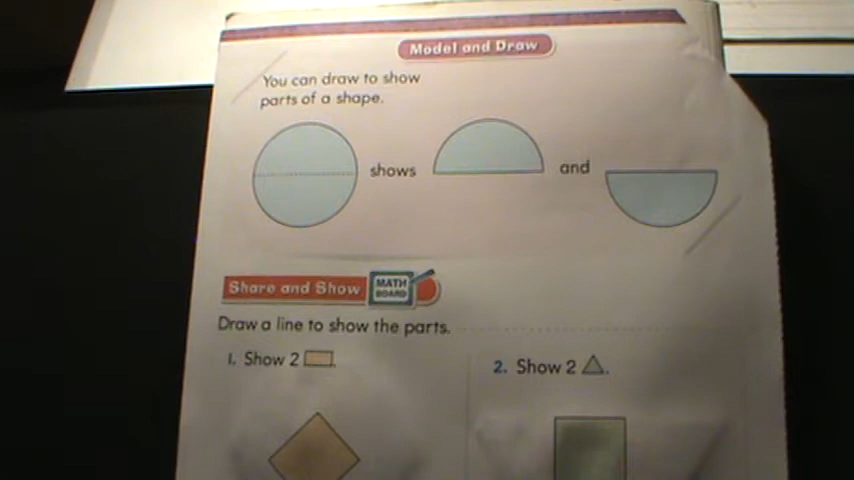 Model and Draw
You can draw to show
parts of a shape.
shows
and
Share and Show
MATH
BOARD
Draw a line to show the parts.
1. Show 2 .
2. Show 2 .